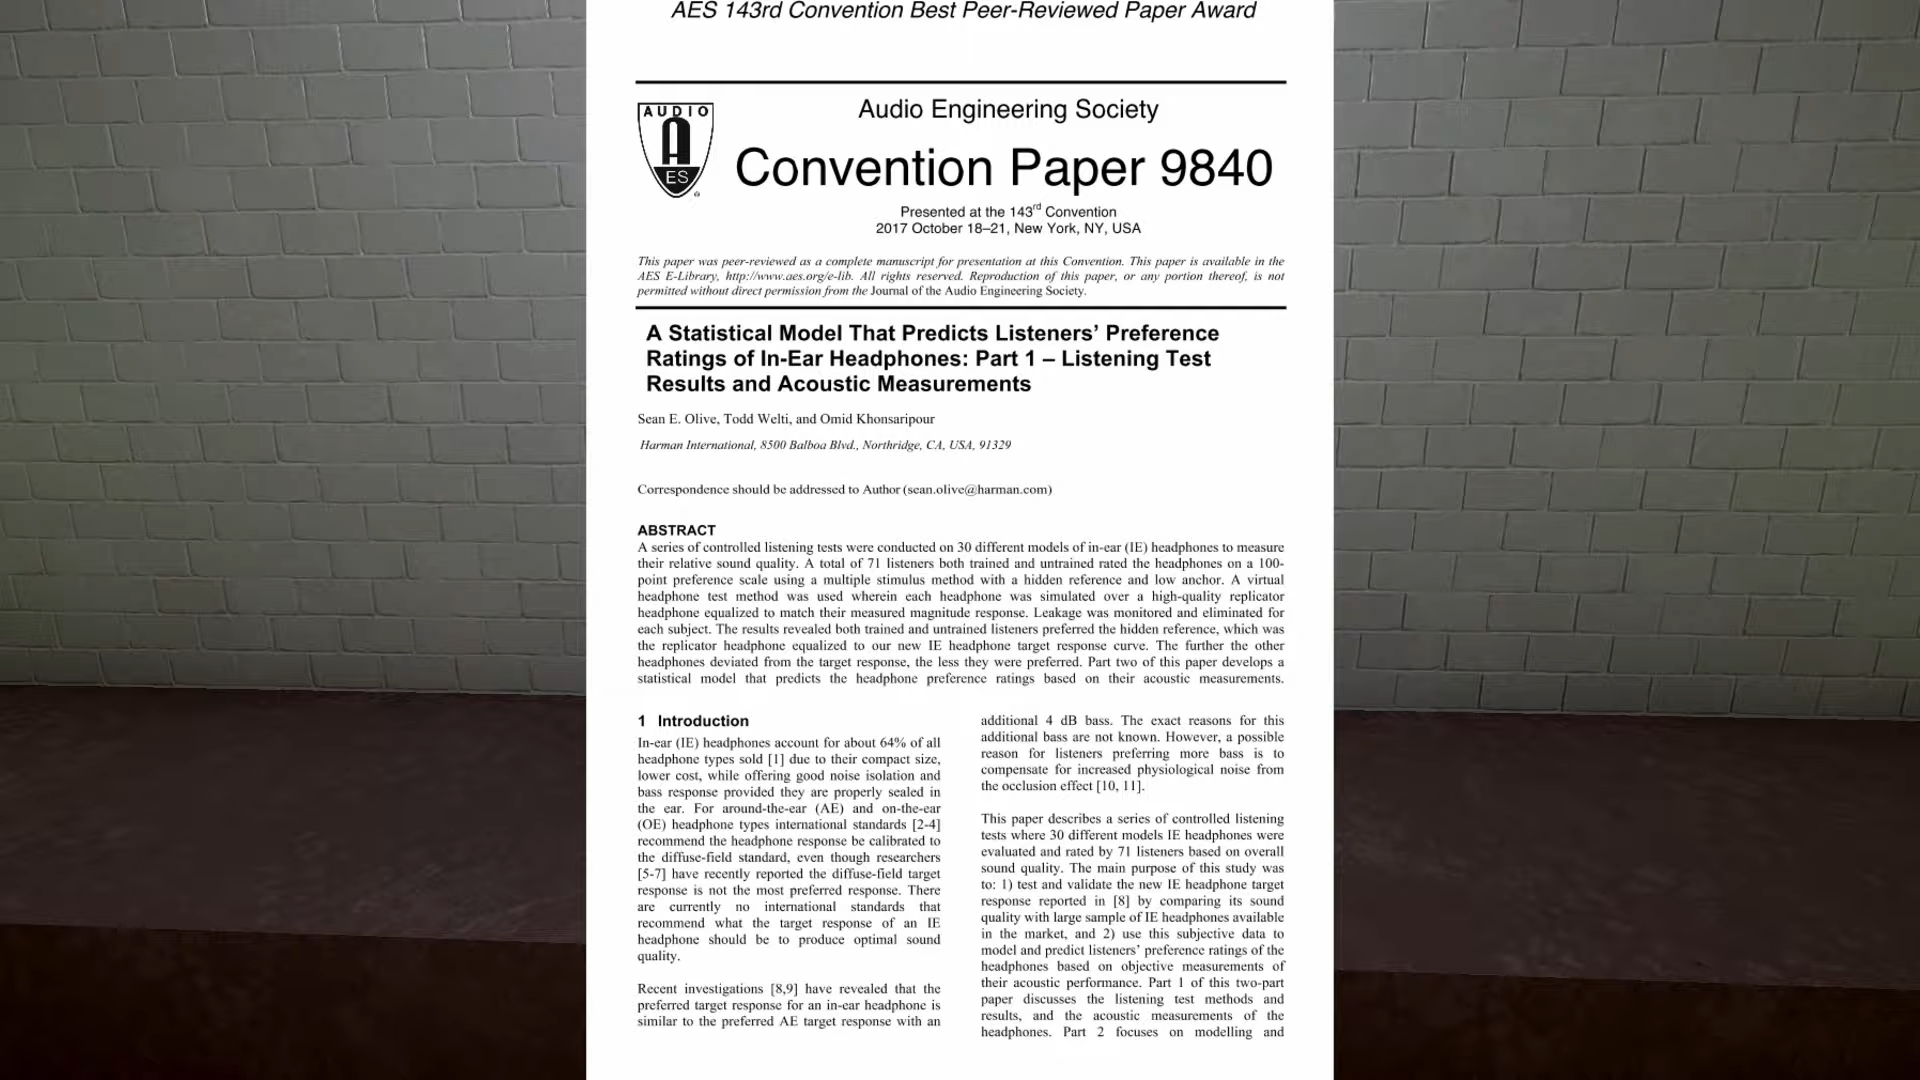 AES 143rd Convention Best Peer-Reviewed Paper Award
AUDIO
A
ES
Audio Engineering Society
Convention Paper 9840
Presented at the 143rd Convention
2017 October 18–21, New York, NY, USA
This paper was peer-reviewed as a complete manuscript for presentation at this Convention. This paper is available in the
AES E-Library, http://www.aes.org/e-lib. All rights reserved. Reproduction of this paper, or any portion thereof, is not
permitted without direct permission from the Journal of the Audio Engineering Society.
A Statistical Model That Predicts Listeners’ Preference
Ratings of In-Ear Headphones: Part 1 – Listening Test
Results and Acoustic Measurements
Sean E. Olive, Todd Welti, and Omid Khonsaripour
Harman International, 8500 Balboa Blvd., Northridge, CA, USA, 91329
Correspondence should be addressed to Author (sean.olive@harman.com)
ABSTRACT
A series of controlled listening tests were conducted on 30 different models of in-ear (IE) headphones to measure
their relative sound quality. A total of 71 listeners both trained and untrained rated the headphones on a 100-
point preference scale using a multiple stimulus method with a hidden reference and low anchor. A virtual
headphone test method was used wherein each headphone was simulated over a high-quality replicator
headphone equalized to match their measured magnitude response. Leakage was monitored and eliminated for
each subject. The results revealed both trained and untrained listeners preferred the hidden reference, which was
the replicator headphone equalized to our new IE headphone target response curve. The further the other
headphones deviated from the target response, the less they were preferred. Part two of this paper develops a
statistical model that predicts the headphone preference ratings based on their acoustic measurements.
1 Introduction
In-ear (IE) headphones account for about 64% of all
headphone types sold [1] due to their compact size,
lower cost, while offering good noise isolation and
bass response provided they are properly sealed in
the ear. For around-the-ear (AE) and on-the-ear
(OE) headphone types international standards [2-4]
recommend the headphone response be calibrated to
the diffuse-field standard, even though researchers
[5-7] have recently reported the diffuse-field target
response is not the most preferred response. There
are currently no international standards that
recommend what the target response of an IE
headphone should be to produce optimal sound
quality.
Recent investigations [8,9] have revealed that the
preferred target response for an in-ear headphone is
similar to the preferred AE target response with an
additional 4 dB bass. The exact reasons for this
additional bass are not known. However, a possible
reason for listeners preferring more bass is to
compensate for increased physiological noise from
the occlusion effect [10, 11].
This paper describes a series of controlled listening
tests where 30 different models IE headphones were
evaluated and rated by 71 listeners based on overall
sound quality. The main purpose of this study was
to: 1) test and validate the new IE headphone target
response reported in [8] by comparing its sound
quality with large sample of IE headphones available
in the market, and 2) use this subjective data to
model and predict listeners’ preference ratings of the
headphones based on objective measurements of
their acoustic performance. Part 1 of this two-part
paper discusses the listening test methods and
results, and the acoustic measurements of the
headphones. Part 2 focuses on modelling and